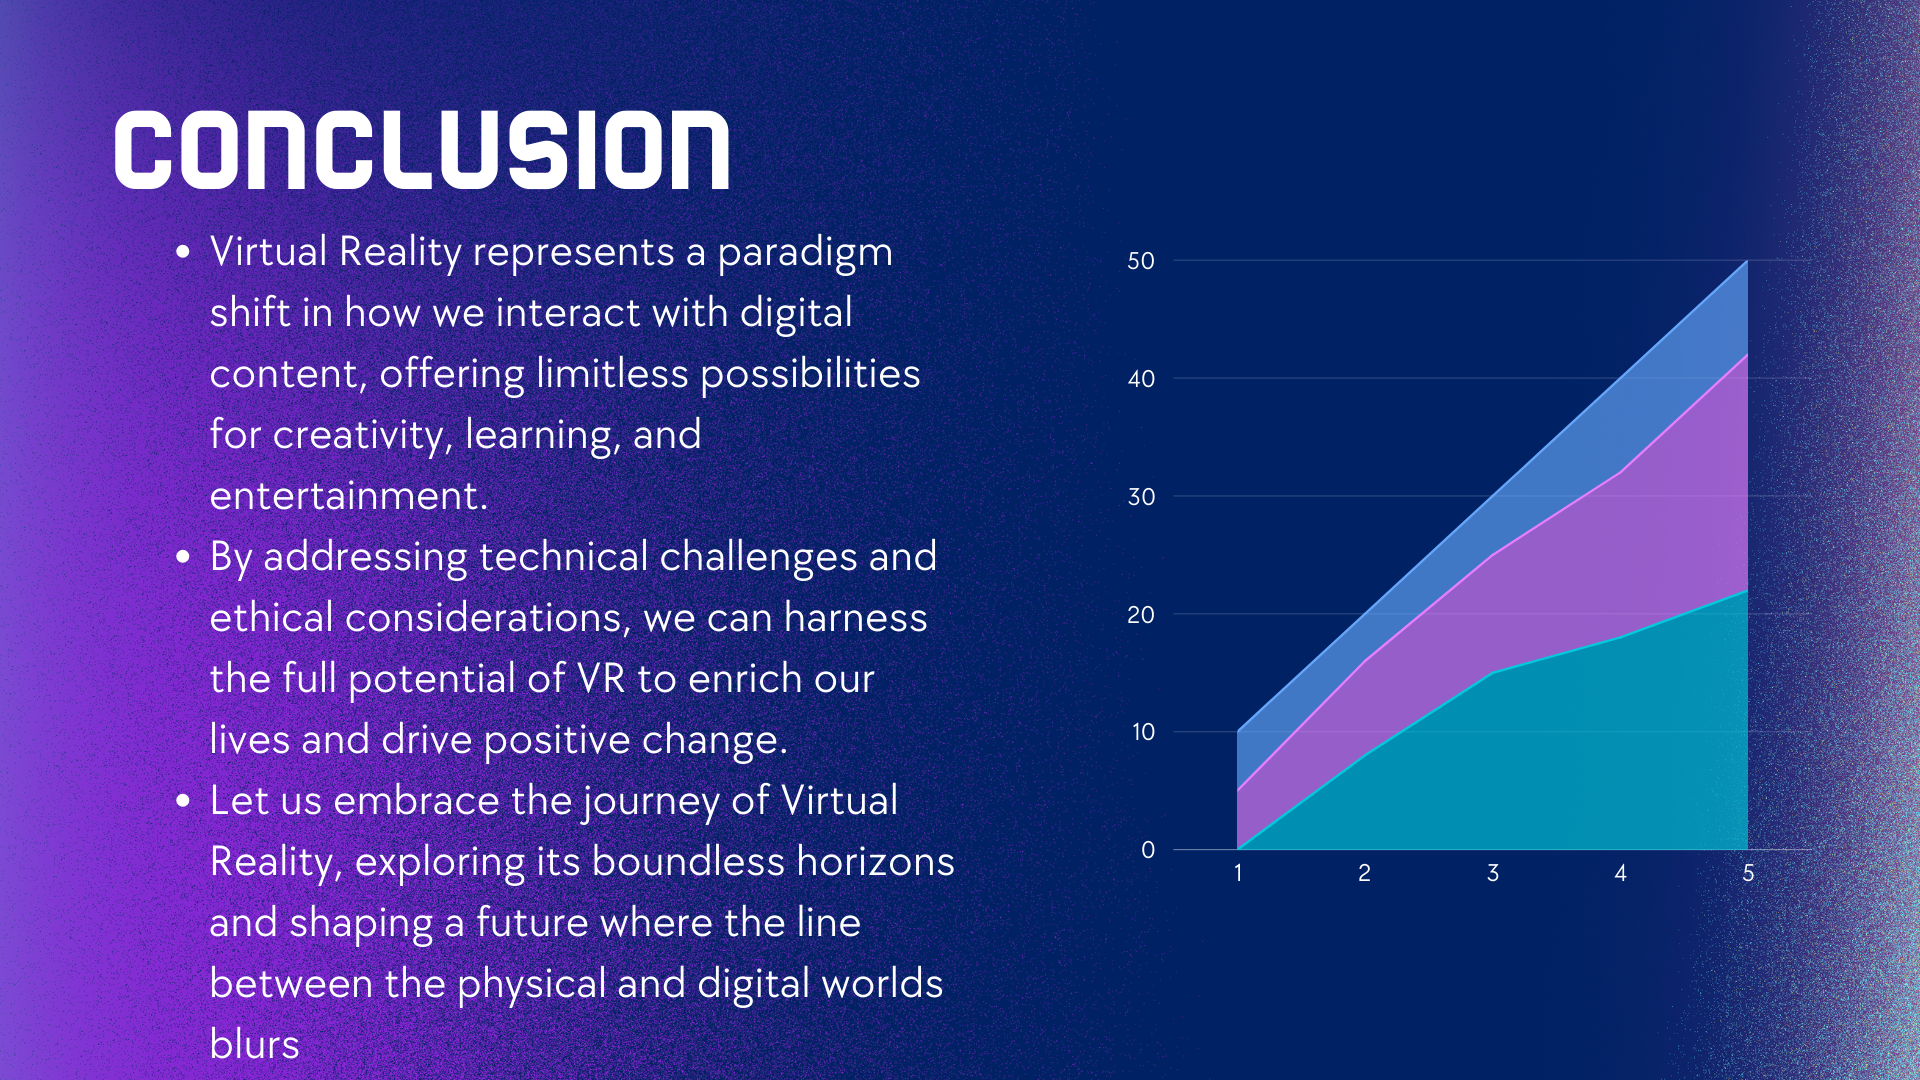 CONCLUSION
• Virtual Reality represents a paradigm
shift in how we interact with digital
content, offering limitless possibilities
for creativity, learning, and
entertainment.
• By addressing technical challenges and
ethical considerations, we can harness
the full potential of VR to enrich our
lives and drive positive change.
• Let us embrace the journey of Virtual
Reality, exploring its boundless horizons
and shaping a future where the line
between the physical and digital worlds
blurs
50
40
30
20
10
0
1 2 3 4 5